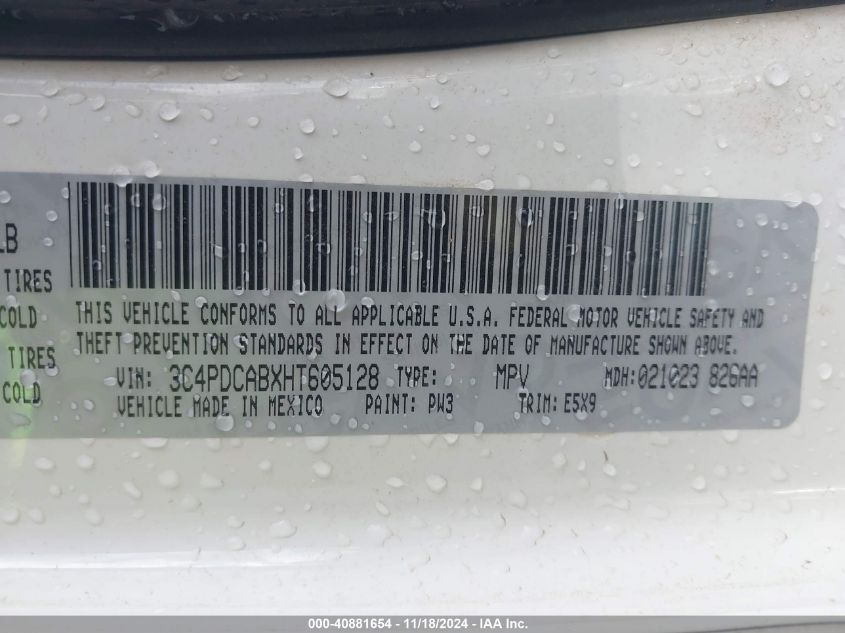 LB
TIRES
COLD
TIRES
COLD
THIS VEHICLE CONFORMS TO ALL APPLICABLE U.S.A. FEDERAL MOTOR VEHICLE SAFETY AND
THEFT PREVENTION STANDARDS IN EFFECT ON THE DATE OF MANUFACTURE SHOWN ABOVE.
VIN: 3C4PDCABXHT605128 TYPE: MPV MDH:021023 826AA
VEHICLE MADE IN MEXICO PAINT: PW3 TRIM: E5X9
000-40881654 - 11/18/2024 - IAA Inc.